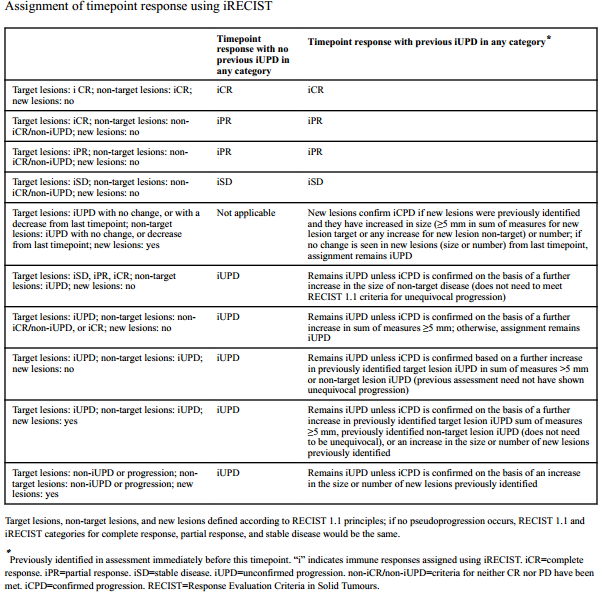 Assignment of timepoint response using iRECIST
Timepoint
response with no
previous iUPD in
any category
Timepoint response with previous iUPD in any category*
Target lesions: i CR; non-target lesions: iCR;
new lesions: no
iCR
iCR
Target lesions: iCR; non-target lesions: non-
iCR/non-iUPD; new lesions: no
iPR
iPR
Target lesions: iPR; non-target lesions: non-
iCR/non-iUPD; new lesions: no
iPR
iPR
Target lesions: iSD; non-target lesions: non-
iCR/non-iUPD; new lesions: no
iSD
iSD
Target lesions: iUPD with no change, or with a
decrease from last timepoint; non-target
lesions: iUPD with no change, or decrease
from last timepoint; new lesions: yes
Not applicable
New lesions confirm iCPD if new lesions were previously identified
and they have increased in size (≥5 mm in sum of measures for new
lesion target or any increase for new lesion non-target) or number; if
no change is seen in new lesions (size or number) from last timepoint,
assignment remains iUPD
Target lesions: iSD, iPR, iCR; non-target
lesions: iUPD; new lesions: no
iUPD
Remains iUPD unless iCPD is confirmed on the basis of a further
increase in the size of non-target disease (does not need to meet
RECIST 1.1 criteria for unequivocal progression)
Target lesions: iUPD; non-target lesions: non-
iCR/non-iUPD, or iCR; new lesions: no
iUPD
Remains iUPD unless iCPD is confirmed on the basis of a further
increase in sum of measures ≥5 mm; otherwise, assignment remains
iUPD
Target lesions: iUPD; non-target lesions: iUPD;
new lesions: no
iUPD
Remains iUPD unless iCPD is confirmed based on a further increase
in previously identified target lesion iUPD in sum of measures >5 mm
or non-target lesion iUPD (previous assessment need not have shown
unequivocal progression)
Target lesions: iUPD; non-target lesions: iUPD;
new lesions: yes
iUPD
Remains iUPD unless iCPD is confirmed on the basis of a further
increase in previously identified target lesion iUPD sum of measures
≥5 mm, previously identified non-target lesion iUPD (does not need
to be unequivocal), or an increase in the size or number of new lesions
previously identified
Target lesions: non-iUPD or progression; non-
target lesions: non-iUPD or progression; new
lesions: yes
iUPD
Remains iUPD unless iCPD is confirmed on the basis of an increase
in the size or number of new lesions previously identified
Target lesions, non-target lesions, and new lesions defined according to RECIST 1.1 principles; if no pseudoprogression occurs, RECIST 1.1 and
iRECIST categories for complete response, partial response, and stable disease would be the same.
*Previously identified in assessment immediately before this timepoint. “i” indicates immune responses assigned using iRECIST. iCR=complete
response. iPR=partial response. iSD=stable disease. iUPD=unconfirmed progression. non-iCR/non-iUPD=criteria for neither CR nor PD have been
met. iCPD=confirmed progression. RECIST=Response Evaluation Criteria in Solid Tumours.